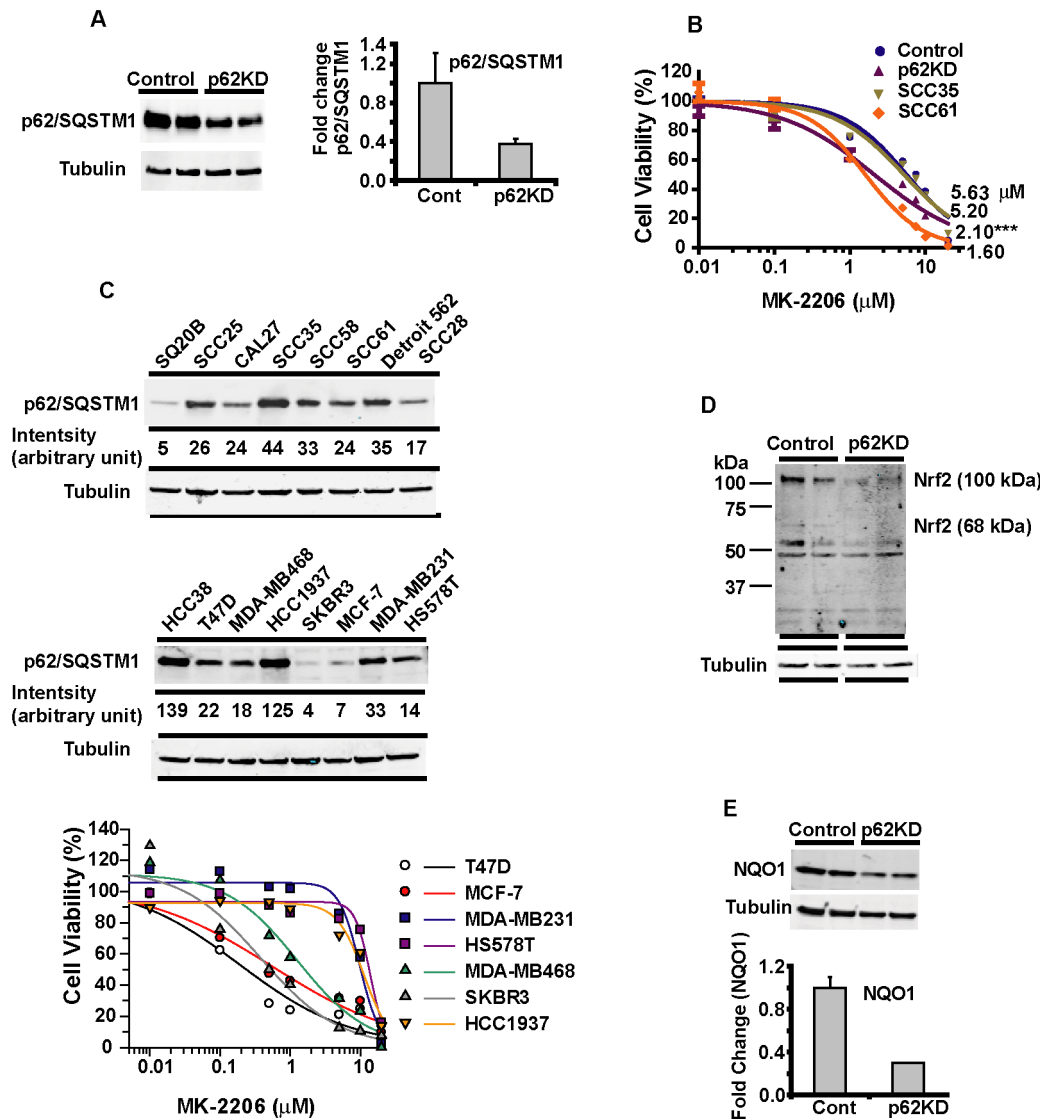 A
Control p62KD
p62/SQSTM1
Tubulin
Fold change
p62/SQSTM1
1.4
1.2
0.8
0.4
0.0
p62/SQSTM1
Cont p62KD
B
Control
p62KD
SCC35
SCC61
Cell Viability (%)
120
100
80
60
40
20
0
5.63 μM
5.20
2.10***
1.60
0.01 0.1 1 10
MK-2206 (μM)
C
SQ20B SCC25 CAL27 SCC35 SCC58 SCC61 Detroit 562 SCC28
p62/SQSTM1
Intentsity
(arbitrary unit)
5 26 24 44 33 24 35 17
Tubulin
HCC38 T47D MDA-MB468 HCC1937 SKBR3 MCF-7 MDA-MB231 HS578T
p62/SQSTM1
Intentsity
(arbitrary unit)
139 22 18 125 4 7 33 14
Tubulin
Cell Viability (%)
140
120
100
80
60
40
20
0
0.01 0.1 1 10
MK-2206 (μM)
T47D
MCF-7
MDA-MB231
HS578T
MDA-MB468
SKBR3
HCC1937
D
Control p62KD
kDa
100
75
50
37
Nrf2 (100 kDa)
Nrf2 (68 kDa)
Tubulin
E
Control p62KD
NQO1
Tubulin
Fold Change (NQO1)
1.2
0.8
0.4
0.0
NQO1
Cont p62KD